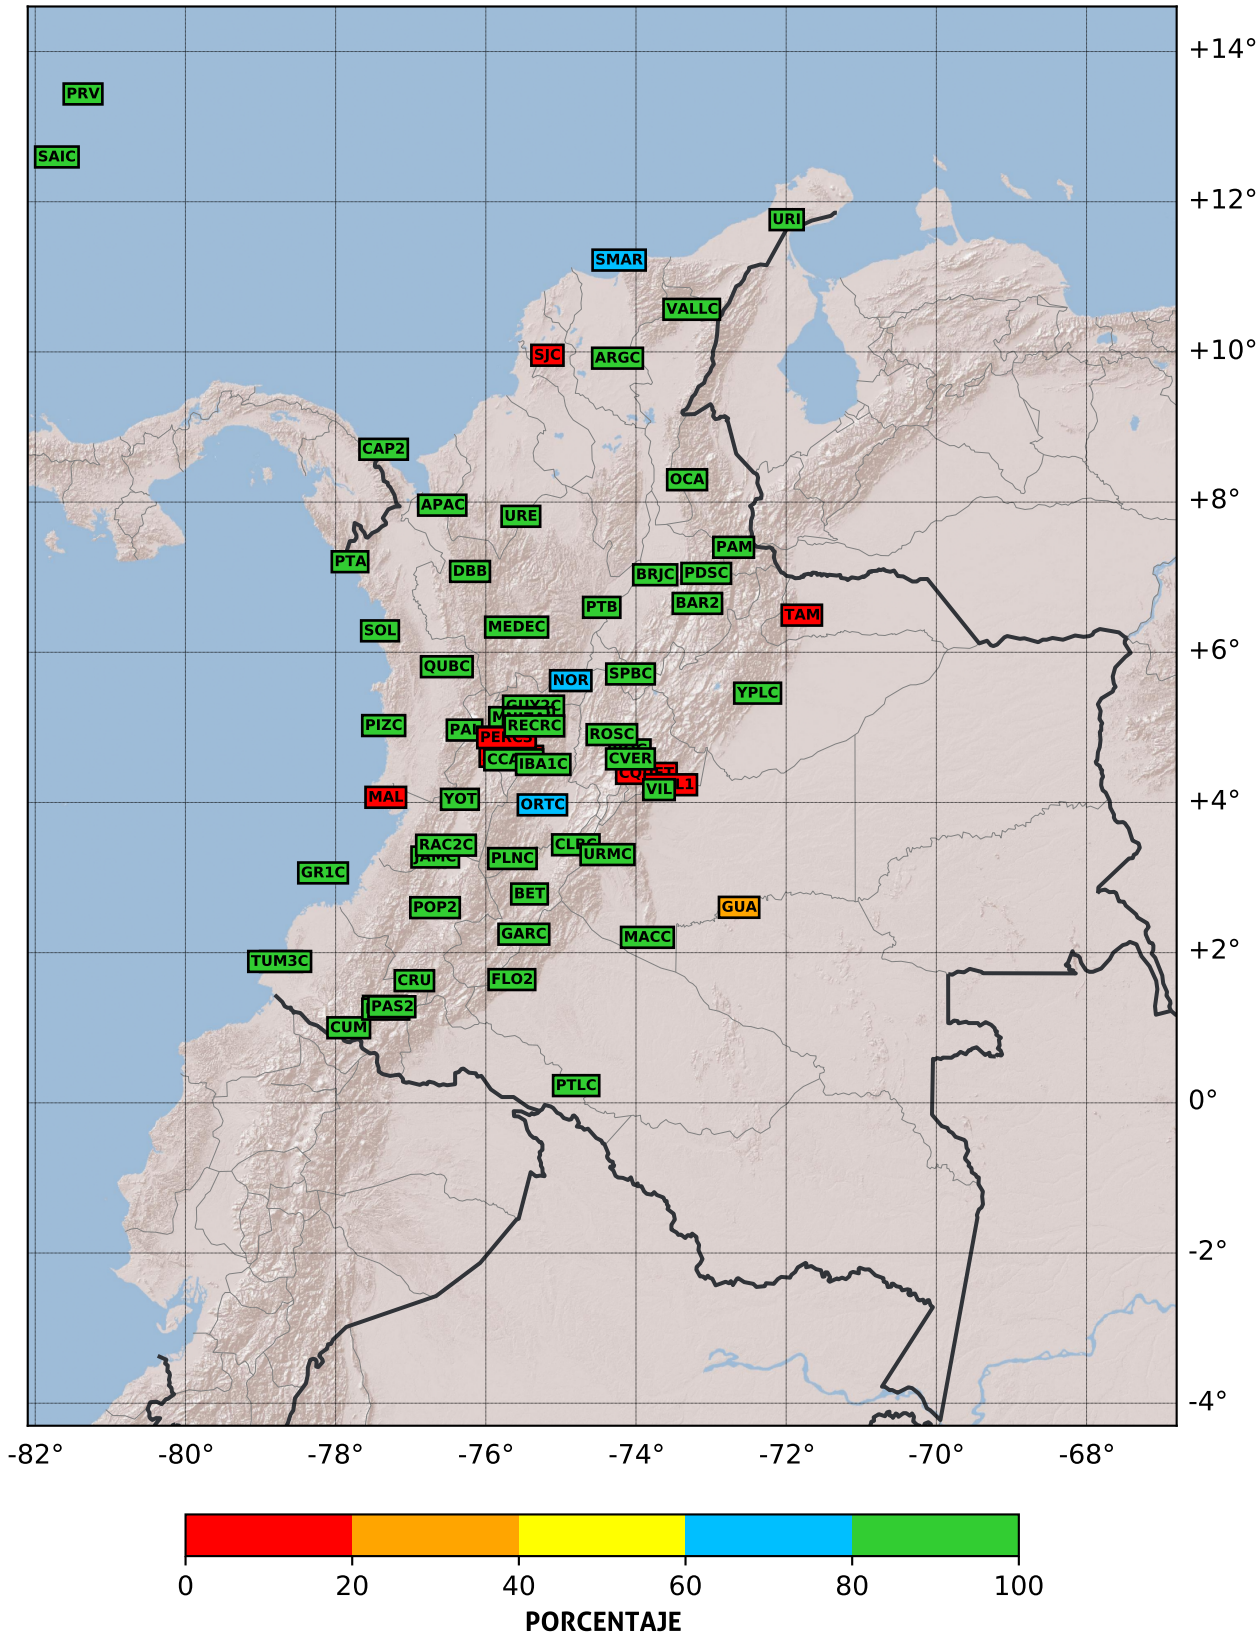 +14°
PRV
SAIC
+12°
URI
SMAR
VALLC
+10°
SJC
ARGC
CAP2
OCA
+8°
APAC
URE
PAM
PTA
DBB
BRJC
PDSC
PTB
BAR2
TAM
MEDEC
SOL
+6°
QUBC
SPBC
NOR
YPLC
GUY2C
PIZC
RECRC
PERC3
ROSC
CVER
IBA1C
VIL
MAL
YOT
ORTC
+4°
RAC2C
JAMC
PLNC
URMC
GR1C
BET
POP2
GUA
GARC
MACC
+2°
TUM3C
CRU
FLO2
PAS2
CUM
PTLC
0°
-2°
-4°
-82° -80° -78° -76° -74° -72° -70° -68°
0 20 40 60 80 100
PORCENTAJE